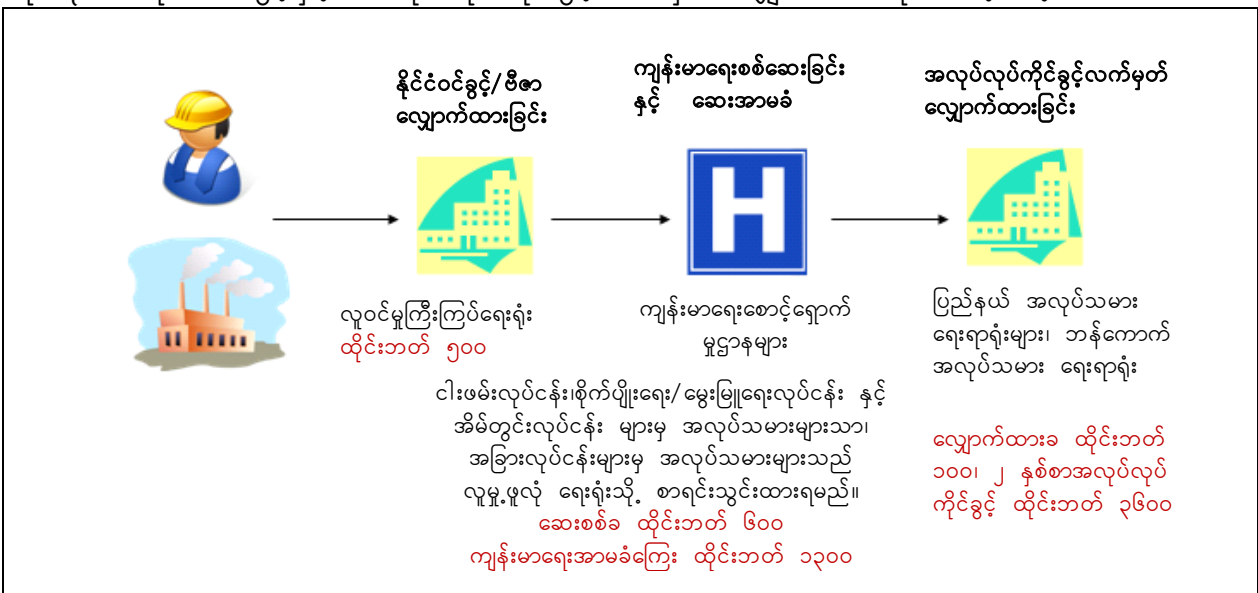 နိုင်ငံဝင်ခွင့်/ဗီဇာ
လျှောက်ထားခြင်း
ကျန်းမာရေးစစ်ဆေးခြင်း
နှင့် ဆေးအာမခံ
အလုပ်လုပ်ကိုင်ခွင့်လက်မှတ်
လျှောက်ထားခြင်း
H
လူဝင်မှုကြီးကြပ်ရေးရုံး
ထိုင်းဘတ် ၅၀၀
ကျန်းမာရေးစောင့်ရှောက်
မှုဌာနများ
ပြည်နယ် အလုပ်သမား
ရေးရာရုံးများ၊ ဘန်ကောက်
အလုပ်သမား ရေးရာရုံး
ငါးဖမ်းလုပ်ငန်း၊စိုက်ပျိုးရေး/မွေးမြူရေးလုပ်ငန်း နှင့်
အိမ်တွင်းလုပ်ငန်း များမှ အလုပ်သမားများသာ၊
အခြားလုပ်ငန်းများမှ အလုပ်သမားများသည်
လူမှု့ဖူလုံ ရေးရုံးသို့ စာရင်းသွင်းထားရမည်။
ဆေးစစ်ခ ထိုင်းဘတ် ၆၀၀
ကျန်းမာရေးအာမခံကြေး ထိုင်းဘတ် ၁၃၀၀
လျှောက်ထားခ ထိုင်းဘတ်
၁၀၀၊ ၂ နှစ်စာအလုပ်လုပ်
ကိုင်ခွင့် ထိုင်းဘတ် ၃၆၀၀